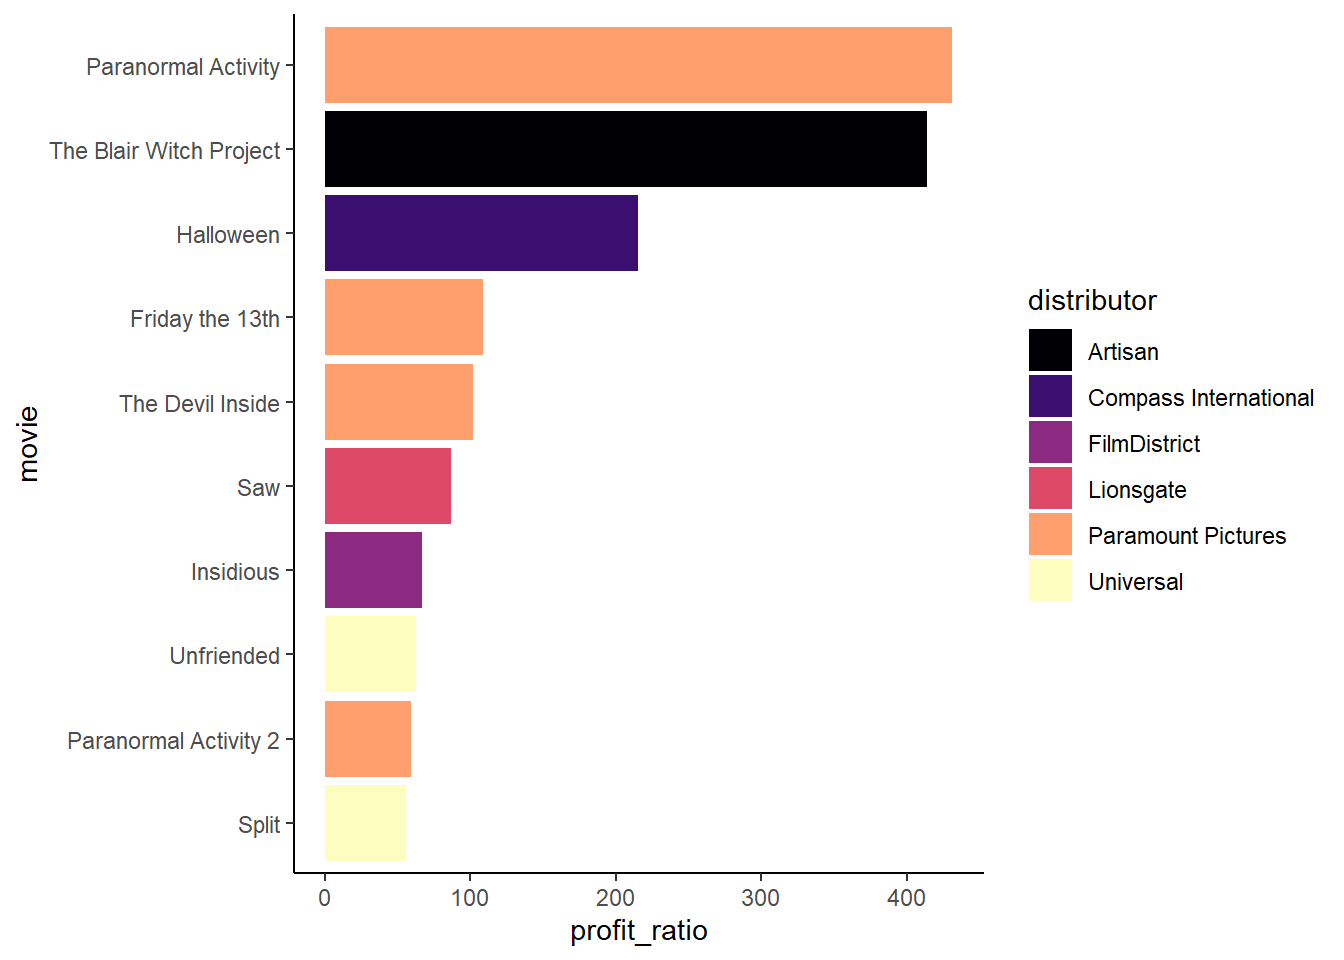 Paranormal Activity
The Blair Witch Project
Halloween
Friday the 13th
The Devil Inside
Saw
Insidious
Unfriended
Paranormal Activity 2
Split
movie
0 100 200 300 400
profit_ratio
distributor
Artisan
Compass International
FilmDistrict
Lionsgate
Paramount Pictures
Universal